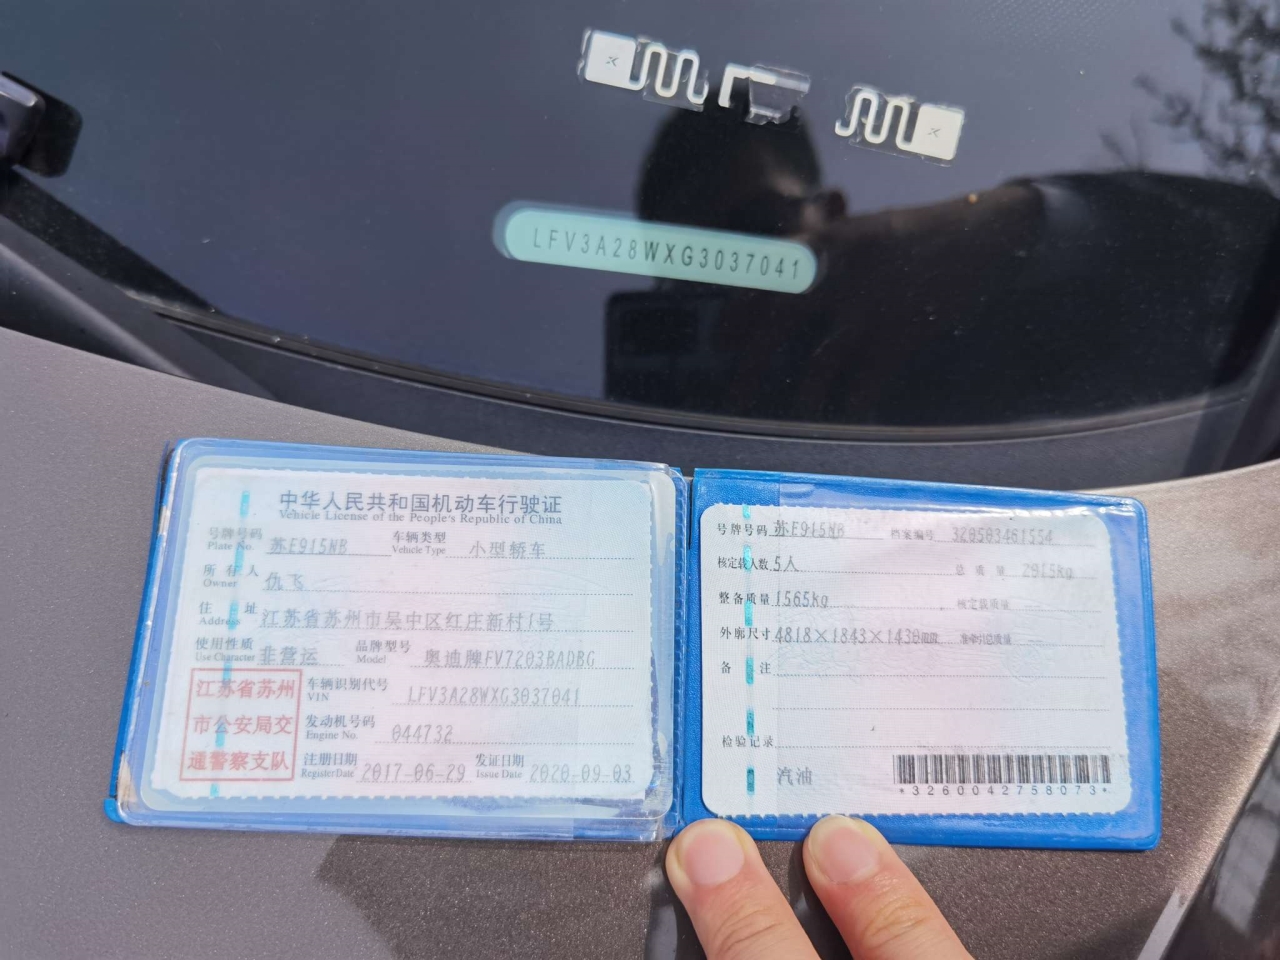 LFV3A28WXG3037041
中华人民共和国机动车行驶证
Vehicle License of the People's Republic of China
号牌号码 苏E915NB 车辆类型 小型轿车
Plate No. Vehicle Type
所有人 仇飞
Owner
住址 江苏省苏州市吴中区红庄新村1号
Address
使用性质 非营运 品牌型号 奥迪牌FV7203BADBG
Use Character Model
江苏省苏州
市公安局交
通警察支队
车辆识别代号 LFV3A28WXG3037041
VIN
发动机号码 044732
Engine No.
注册日期 2017-06-29 发证日期 2020-09-03
Register Date Issue Date
号牌号码 苏E915NB 档案编号 320503461554
核定载人数 5人 总质量 2915kg
整备质量 1565kg 核定载质量 --
外廓尺寸 4818×1843×1430mm 准牵引总质量 --
备注
检验记录
汽油
*3260042758073*